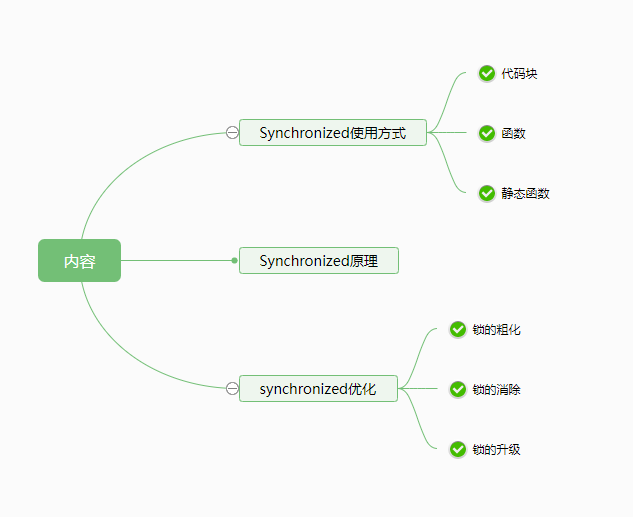 内容
Synchronized使用方式
代码块
函数
静态函数
Synchronized原理
synchronized优化
锁的粗化
锁的消除
锁的升级